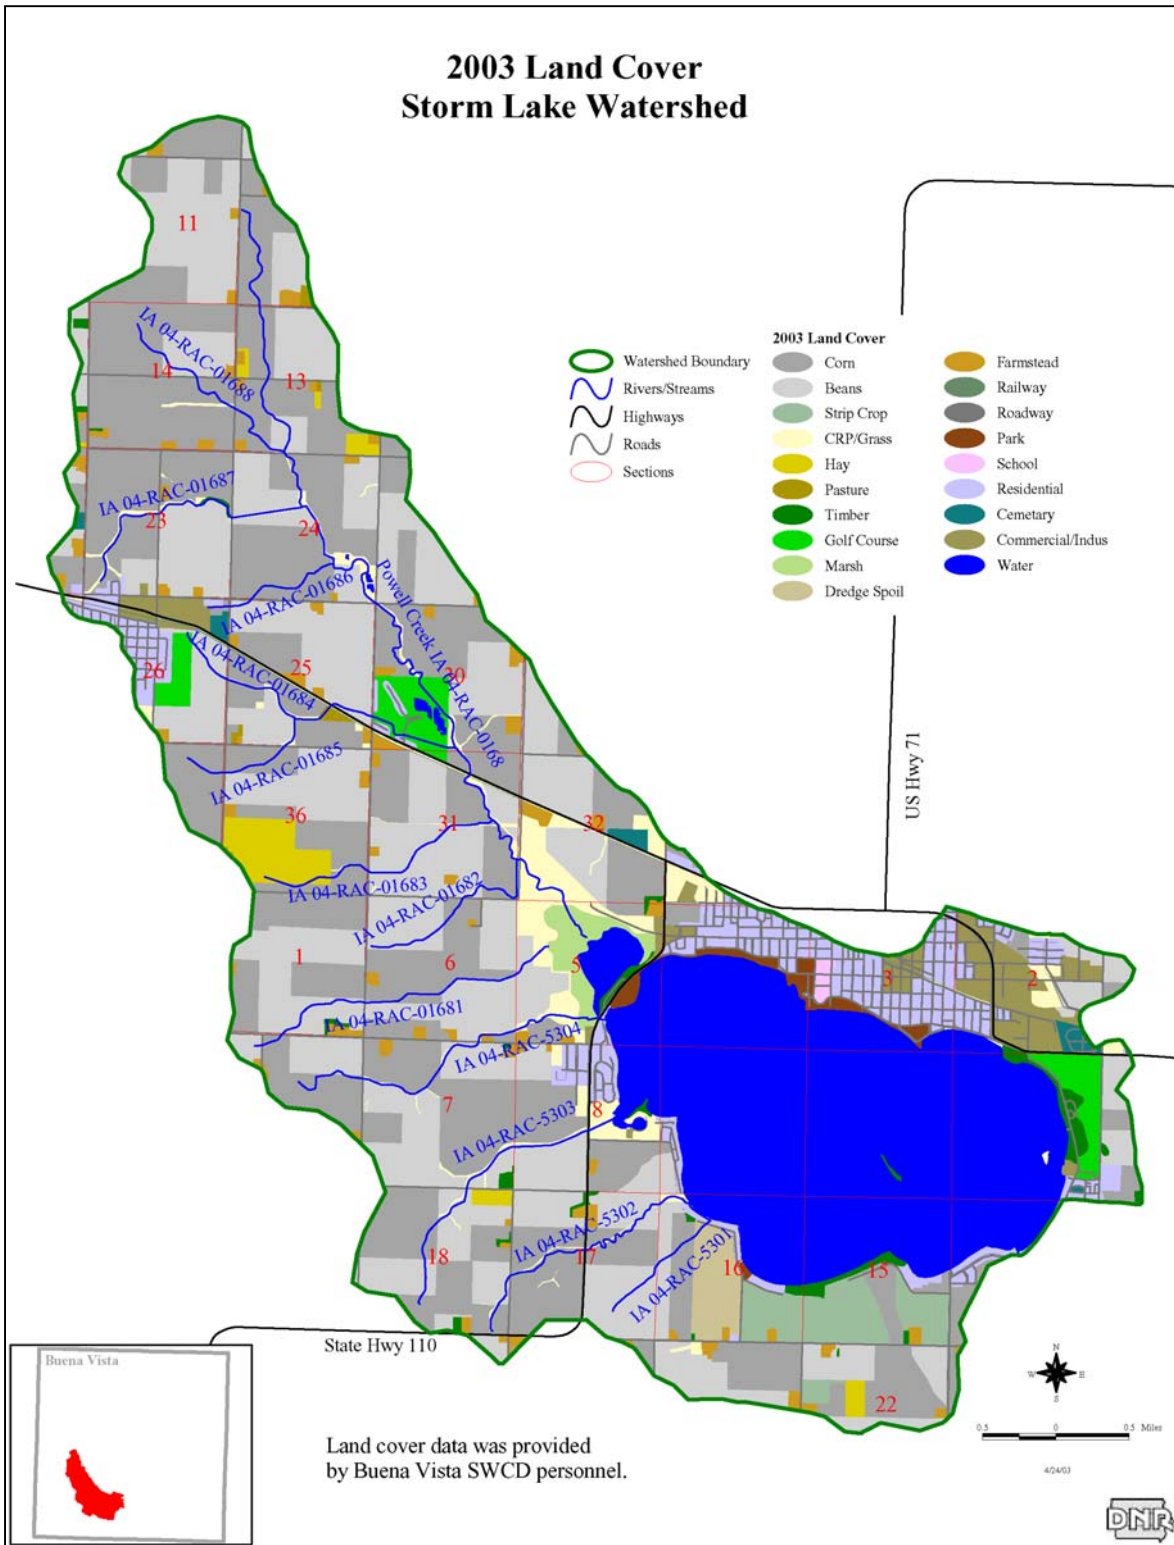 2003 Land Cover
Storm Lake Watershed
11
IA 04-RAC-01688
14
13
IA 04-RAC-01687
23
24
IA 04-RAC-01686
Powell Creek IA 04-RAC-0168
IA 04-RAC-01684
26
25
30
IA 04-RAC-01685
36
31
32
IA 04-RAC-01683
IA 04-RAC-01682
1
6
5
3
2
IA 04-RAC-01681
IA 04-RAC-5304
7
8
IA 04-RAC-5303
18
IA 04-RAC-5302
17
IA 04-RAC-5301
16
15
22
2003 Land Cover
Watershed Boundary
Rivers/Streams
Highways
Roads
Sections
Corn
Beans
Strip Crop
CRP/Grass
Hay
Pasture
Timber
Golf Course
Marsh
Dredge Spoil
Farmstead
Railway
Roadway
Park
School
Residential
Cemetary
Commercial/Indus
Water
US Hwy 71
State Hwy 110
Buena Vista
Land cover data was provided
by Buena Vista SWCD personnel.
N
W E
S
0.5 0 0.5 Miles
4/24/03
DNR